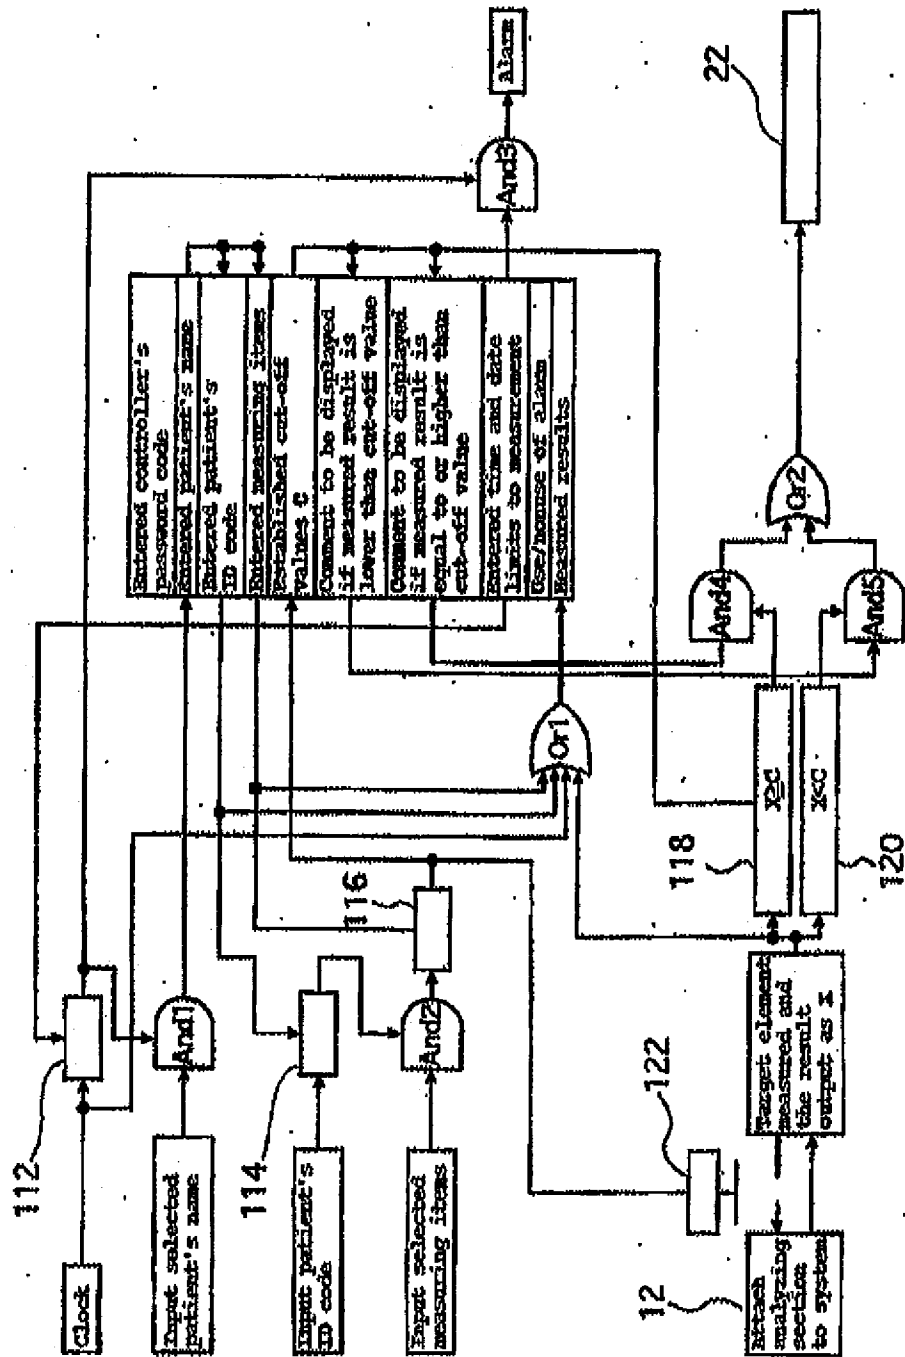 Clock
112
Input selected
patient's name
And1
Input patient's
ID code
114
Input selected
measuring items
And2
116
122
12
Attach
analyzing
section
to system
Target element
measured and
the result
output as X
118
X≥C
X<C
120
Or1
Entered controller's
password code
Entered patient's name
Entered patient's
ID code
Entered measuring items
Established cut-off
values C
Comment to be displayed
if measured result is
lower than cut-off value
Comment to be displayed
if measured result is
equal to or higher than
cut-off value
Entered time and date
limits to measurement
Use/nonuse of alarm
Measured results
And3
Alarm
And4
And5
Or2
22